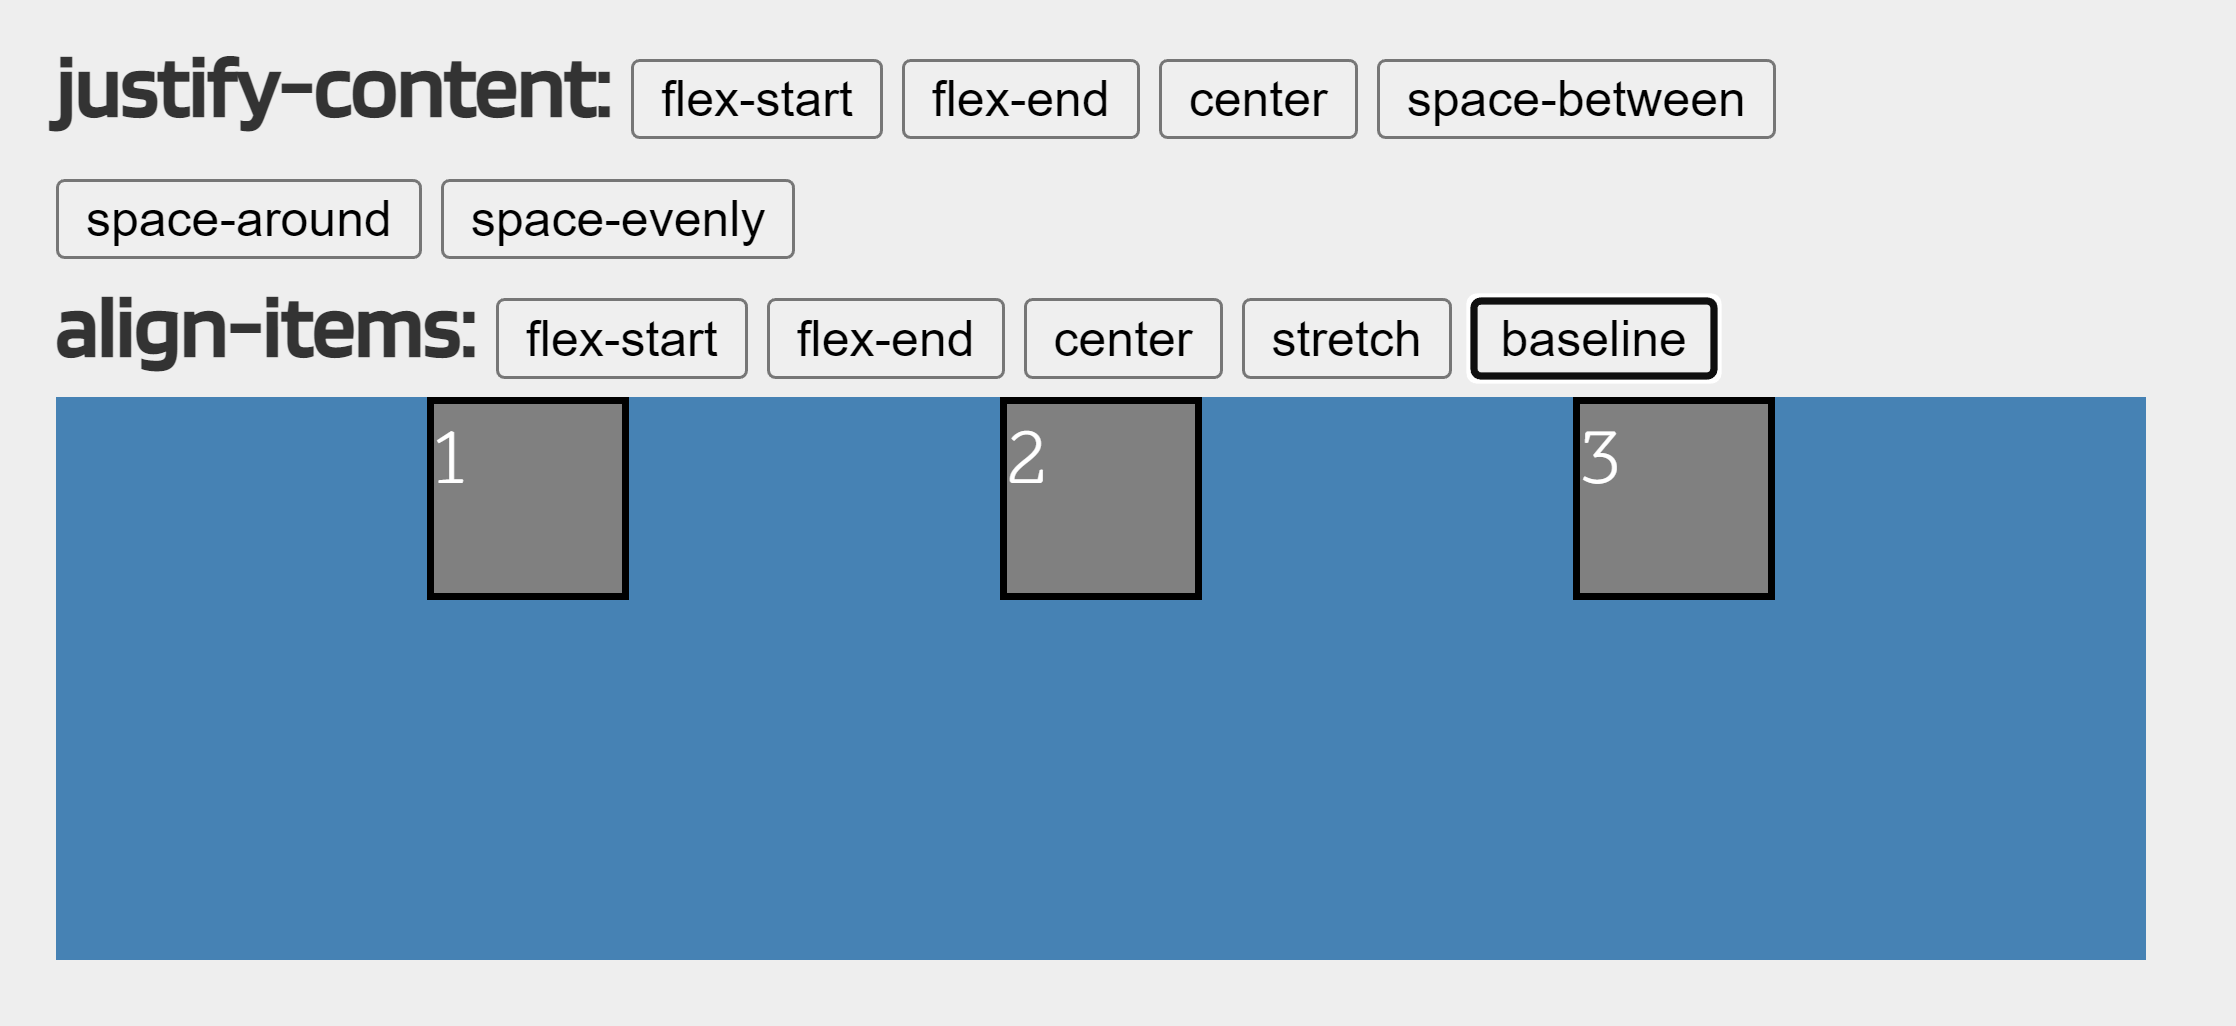 justify-content: flex-start flex-end center space-between
space-around space-evenly
align-items: flex-start flex-end center stretch baseline
1 2 3